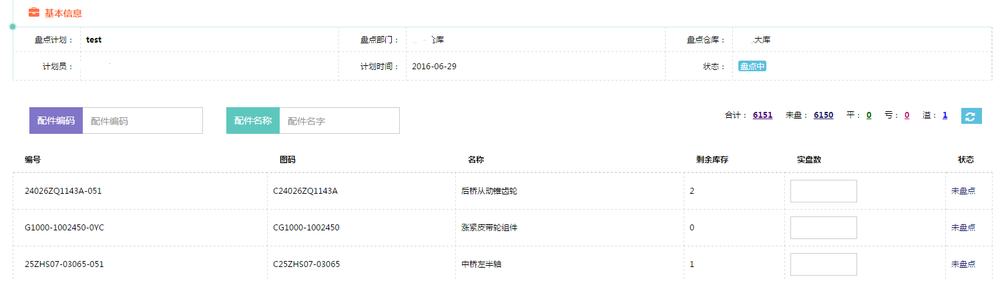 基本信息
盘点计划： test 盘点部门： 仓库 盘点仓库： 大库
计划员： 计划时间： 2016-06-29 状态： 盘点中
配件编码 配件编码 配件名称 配件名字 合计： 6151 未盘： 6150 平： 0 亏： 0 溢： 1
编号 图码 名称 剩余库存 实盘数 状态
24026ZQ1143A-051 C24026ZQ1143A 后桥从动锥齿轮 2 未盘点
G1000-1002450-0YC CG1000-1002450 涨紧皮带轮组件 0 未盘点
25ZHS07-03065-051 C25ZHS07-03065 中桥左半轴 1 未盘点